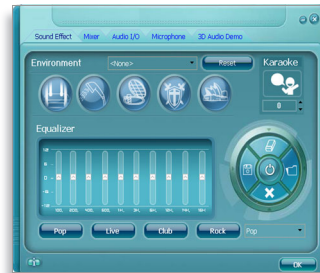 Sound Effect Mixer Audio I/O Microphone 3D Audio Demo
Environment <None> Reset Karaoke
0
Equalizer
Pop Live Club Rock Pop
OK